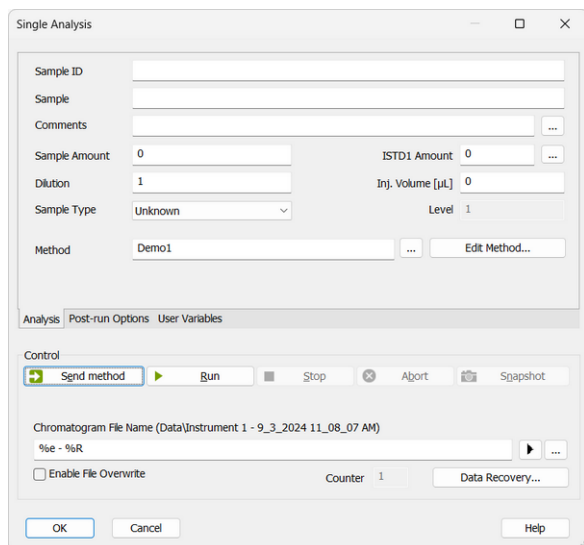 Single Analysis
Sample ID
Sample
Comments ...
Sample Amount 0 ISTD1 Amount 0 ...
Dilution 1 Inj. Volume [µL] 0
Sample Type Unknown Level 1
Method Demo1 ... Edit Method...
Analysis Post-run Options User Variables
Control
Send method Run Stop Abort Snapshot
Chromatogram File Name (Data\Instrument 1 - 9_3_2024 11_08_07 AM)
%e - %R ...
Enable File Overwrite Counter 1 Data Recovery...
OK Cancel Help